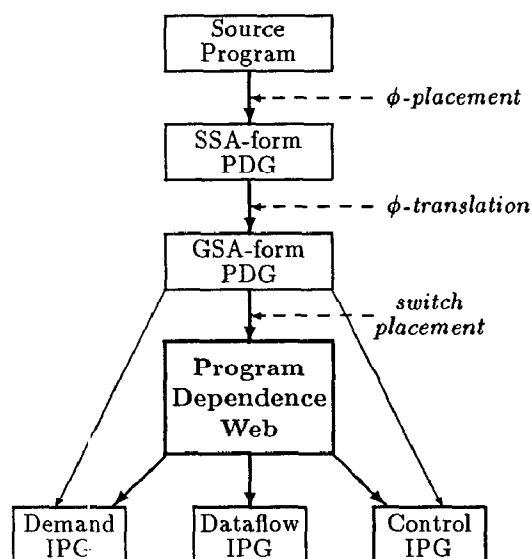 Source
Program
ϕ-placement
SSA-form
PDG
ϕ-translation
GSA-form
PDG
switch
placement
Program
Dependence
Web
Demand
IPG
Dataflow
IPG
Control
IPG